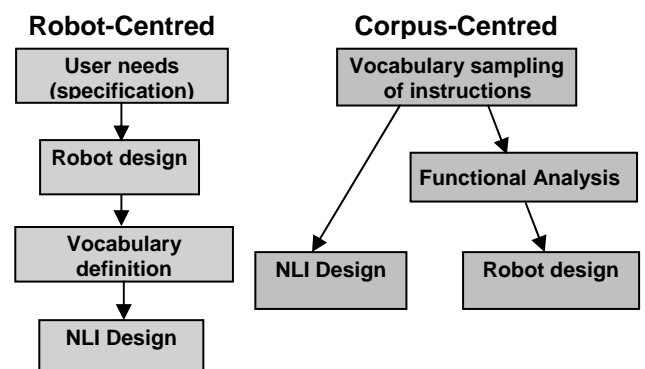 Robot-Centred
User needs
(specification)
Robot design
Vocabulary
definition
NLI Design
Corpus-Centred
Vocabulary sampling
of instructions
Functional Analysis
NLI Design
Robot design